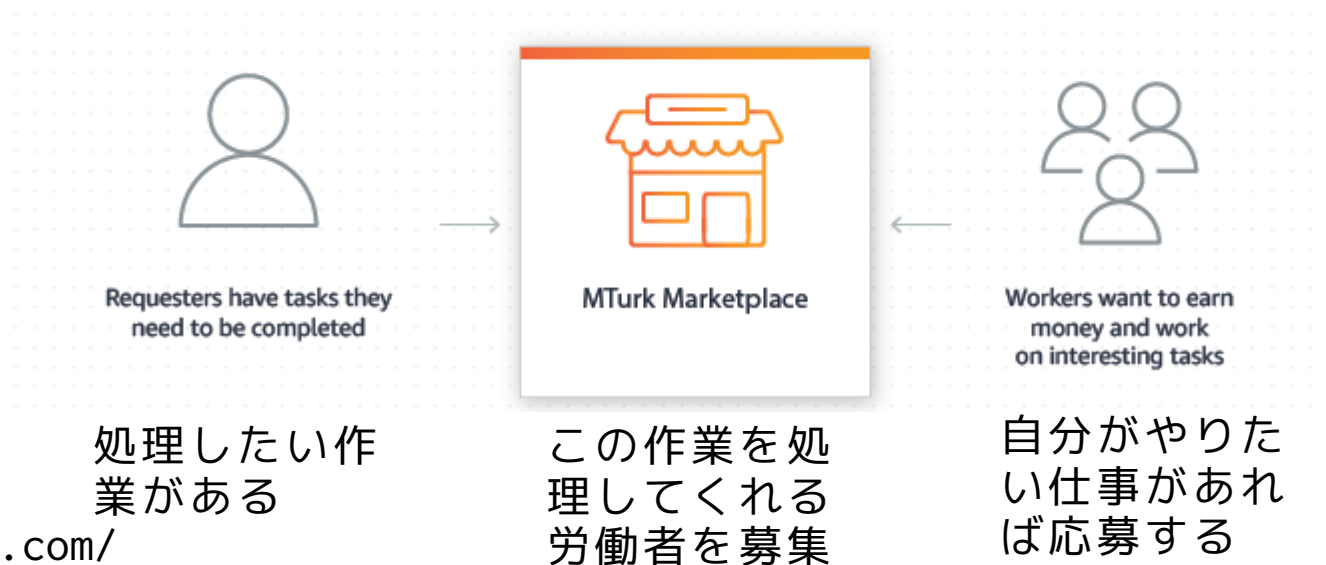 Requesters have tasks they
need to be completed
MTurk Marketplace
Workers want to earn
money and work
on interesting tasks
処理したい作
業がある
.com/
この作業を処
理してくれる
労働者を募集
自分がやりた
い仕事があれ
ば応募する